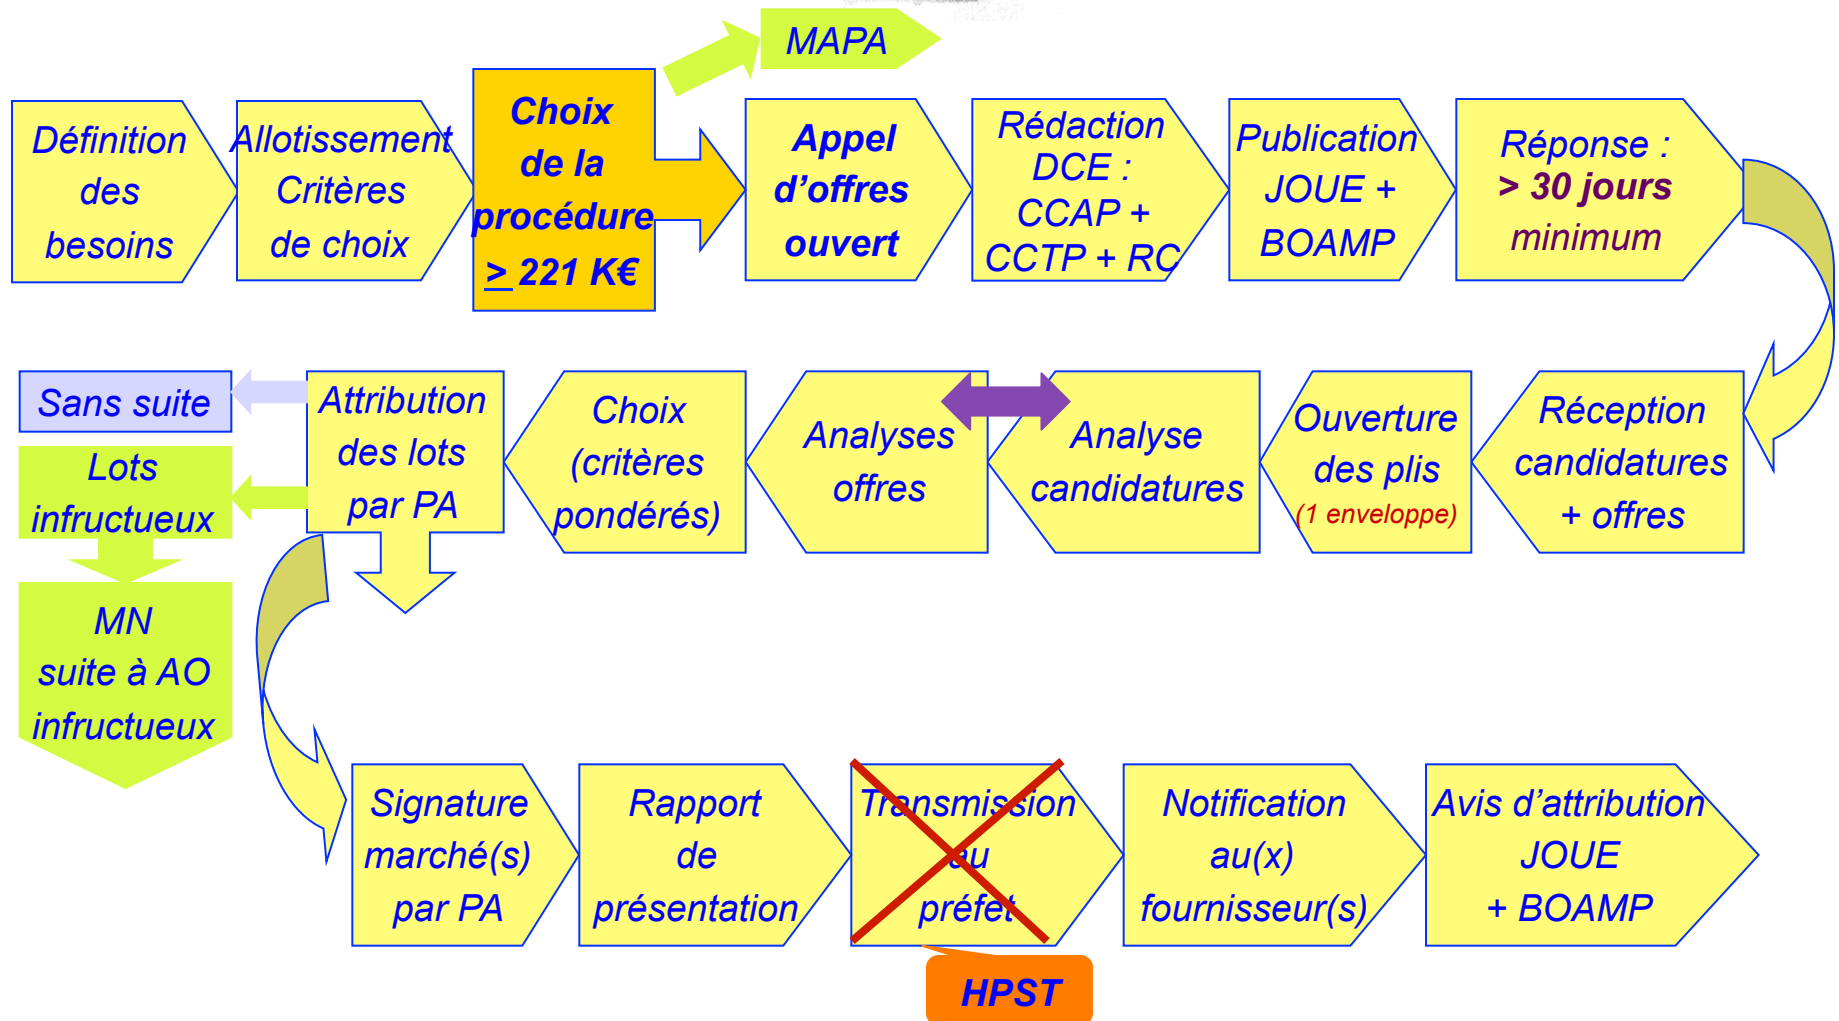 MAPA
Définition
des
besoins
Allotissement
Critères
de choix
Choix
de la
procédure
> 221 K€
Appel
d’offres
ouvert
Rédaction
DCE :
CCAP +
CCTP + RC
Publication
JOUE +
BOAMP
Réponse :
> 30 jours
minimum
Réception
candidatures
+ offres
Ouverture
des plis
(1 enveloppe)
Analyse
candidatures
Analyses
offres
Choix
(critères
pondérés)
Attribution
des lots
par PA
Sans suite
Lots
infructueux
MN
suite à AO
infructueux
Signature
marché(s)
par PA
Rapport
de
présentation
Transmission
au
préfet
HPST
Notification
au(x)
fournisseur(s)
Avis d’attribution
JOUE
+ BOAMP